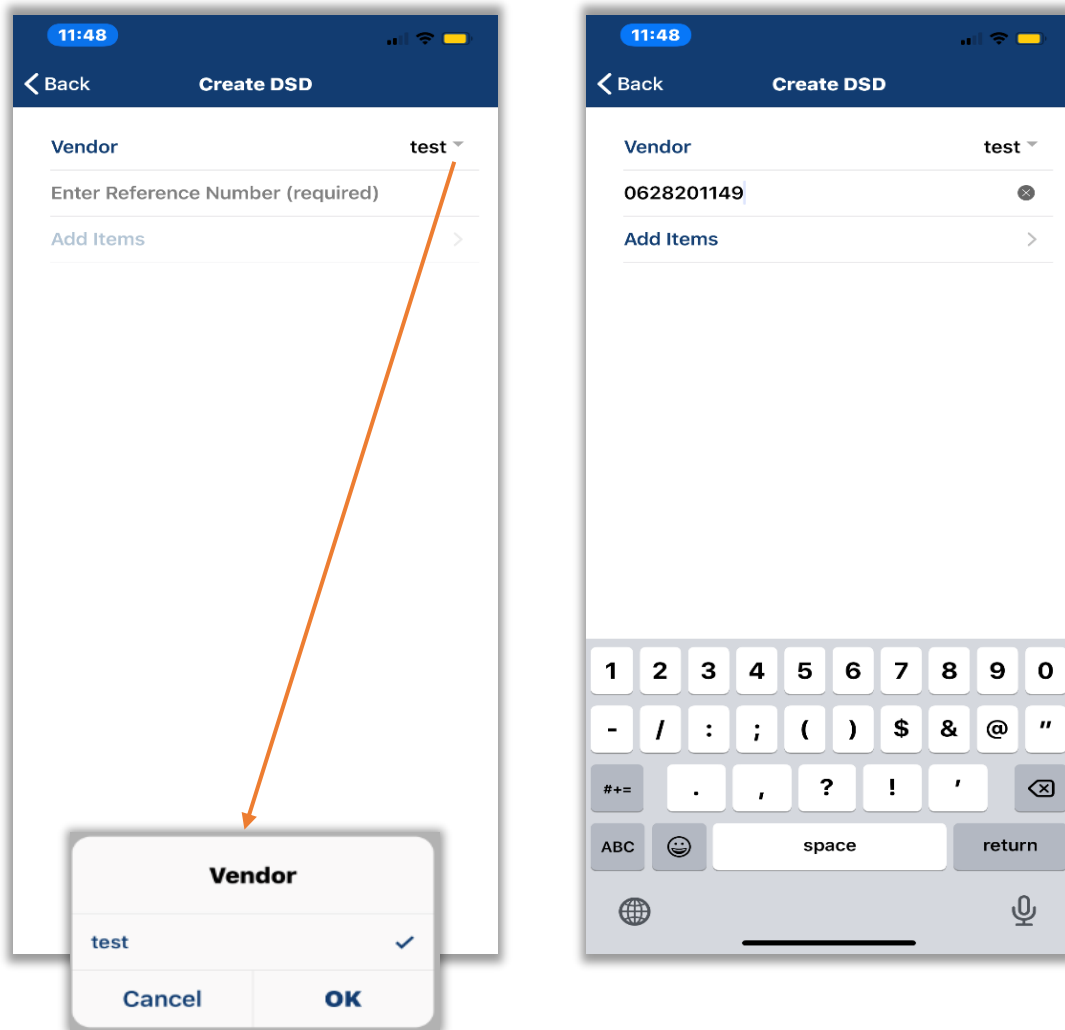 11:48
Back Create DSD
Vendor test
Enter Reference Number (required)
Add Items
Vendor
test
Cancel OK
11:48
Back Create DSD
Vendor test
0628201149
Add Items
1 2 3 4 5 6 7 8 9 0
- / : ; ( ) $ & @ "
#+= . , ? ! '
ABC space return